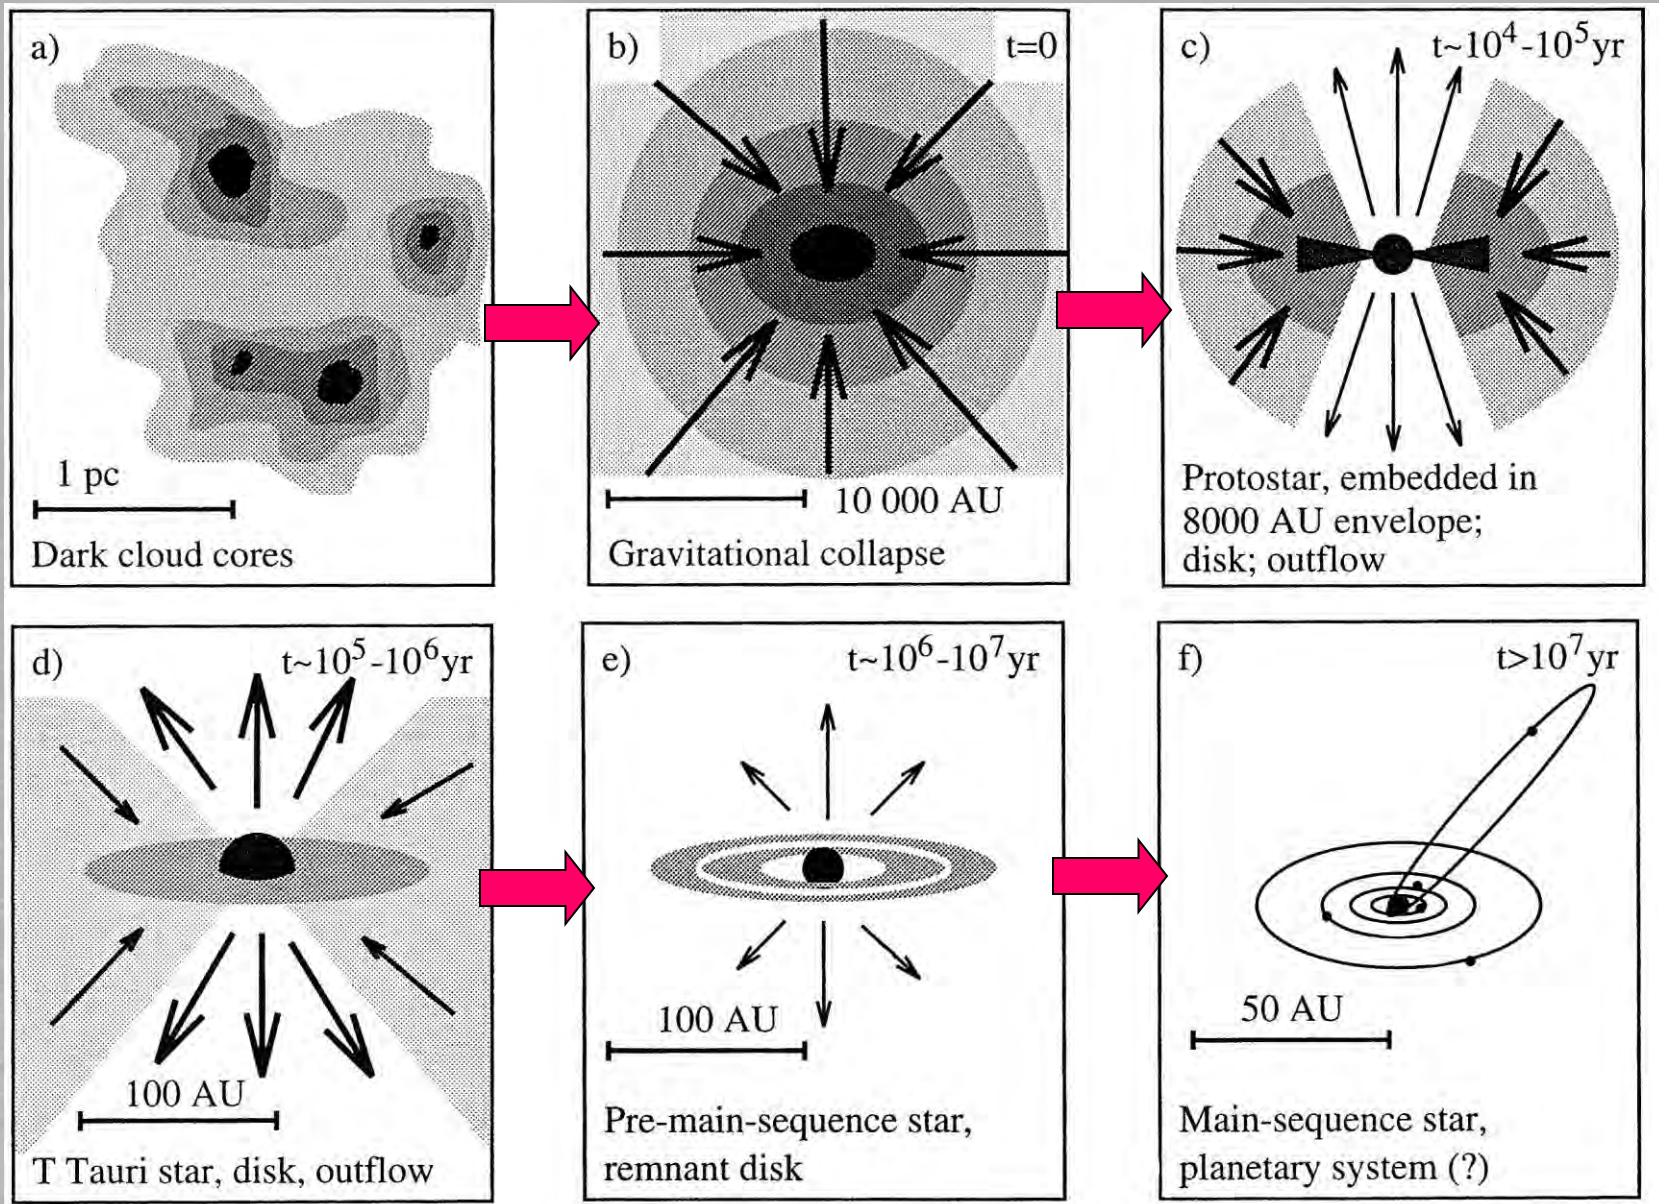 a)
1 pc
Dark cloud cores
b)
t=0
10 000 AU
Gravitational collapse
c)
t~10⁴-10⁵yr
Protostar, embedded in
8000 AU envelope;
disk; outflow
d)
t~10⁵-10⁶yr
100 AU
T Tauri star, disk, outflow
e)
t~10⁶-10⁷yr
100 AU
Pre-main-sequence star,
remnant disk
f)
t>10⁷yr
50 AU
Main-sequence star,
planetary system (?)